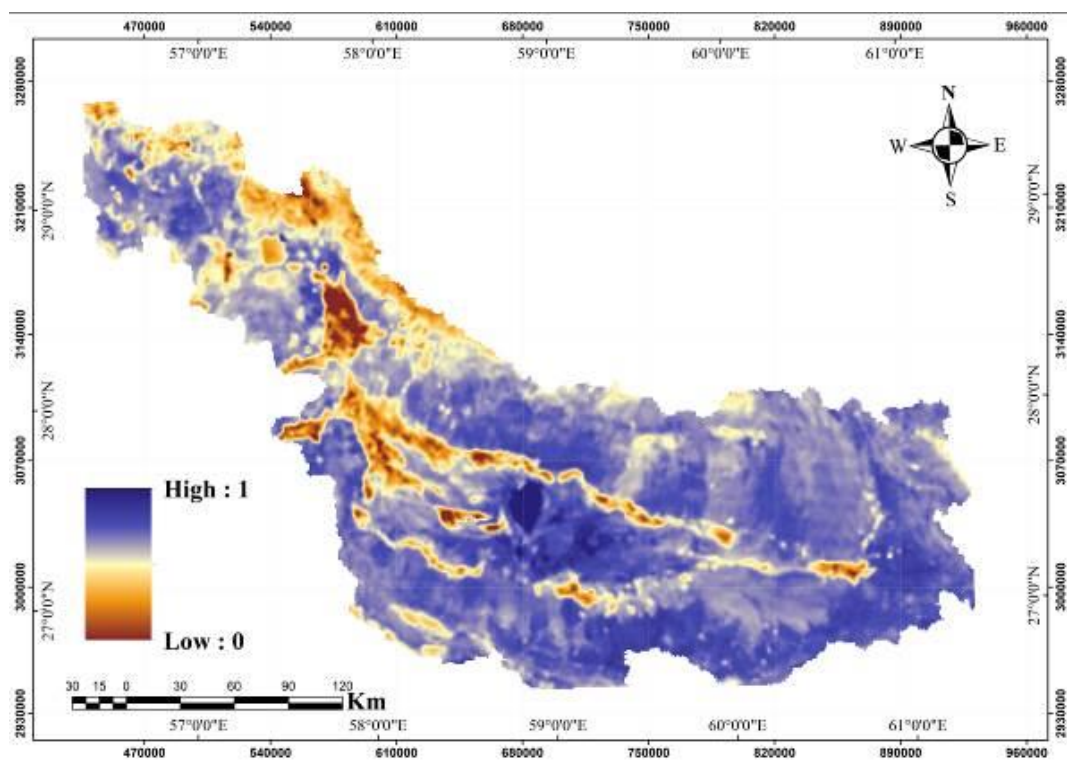 470000 540000 610000 680000 750000 820000 890000 960000
57°0'0"E 58°0'0"E 59°0'0"E 60°0'0"E 61°0'0"E
3280000 3280000
N
W E
S
3210000 3210000
29°0'0"N 29°0'0"N
3140000 3140000
28°0'0"N 28°0'0"N
3070000 3070000
High : 1
3000000 3000000
27°0'0"N 27°0'0"N
Low : 0
30 15 0 30 60 90 120
Km
2930000 2930000
57°0'0"E 58°0'0"E 59°0'0"E 60°0'0"E 61°0'0"E
470000 540000 610000 680000 750000 820000 890000 960000